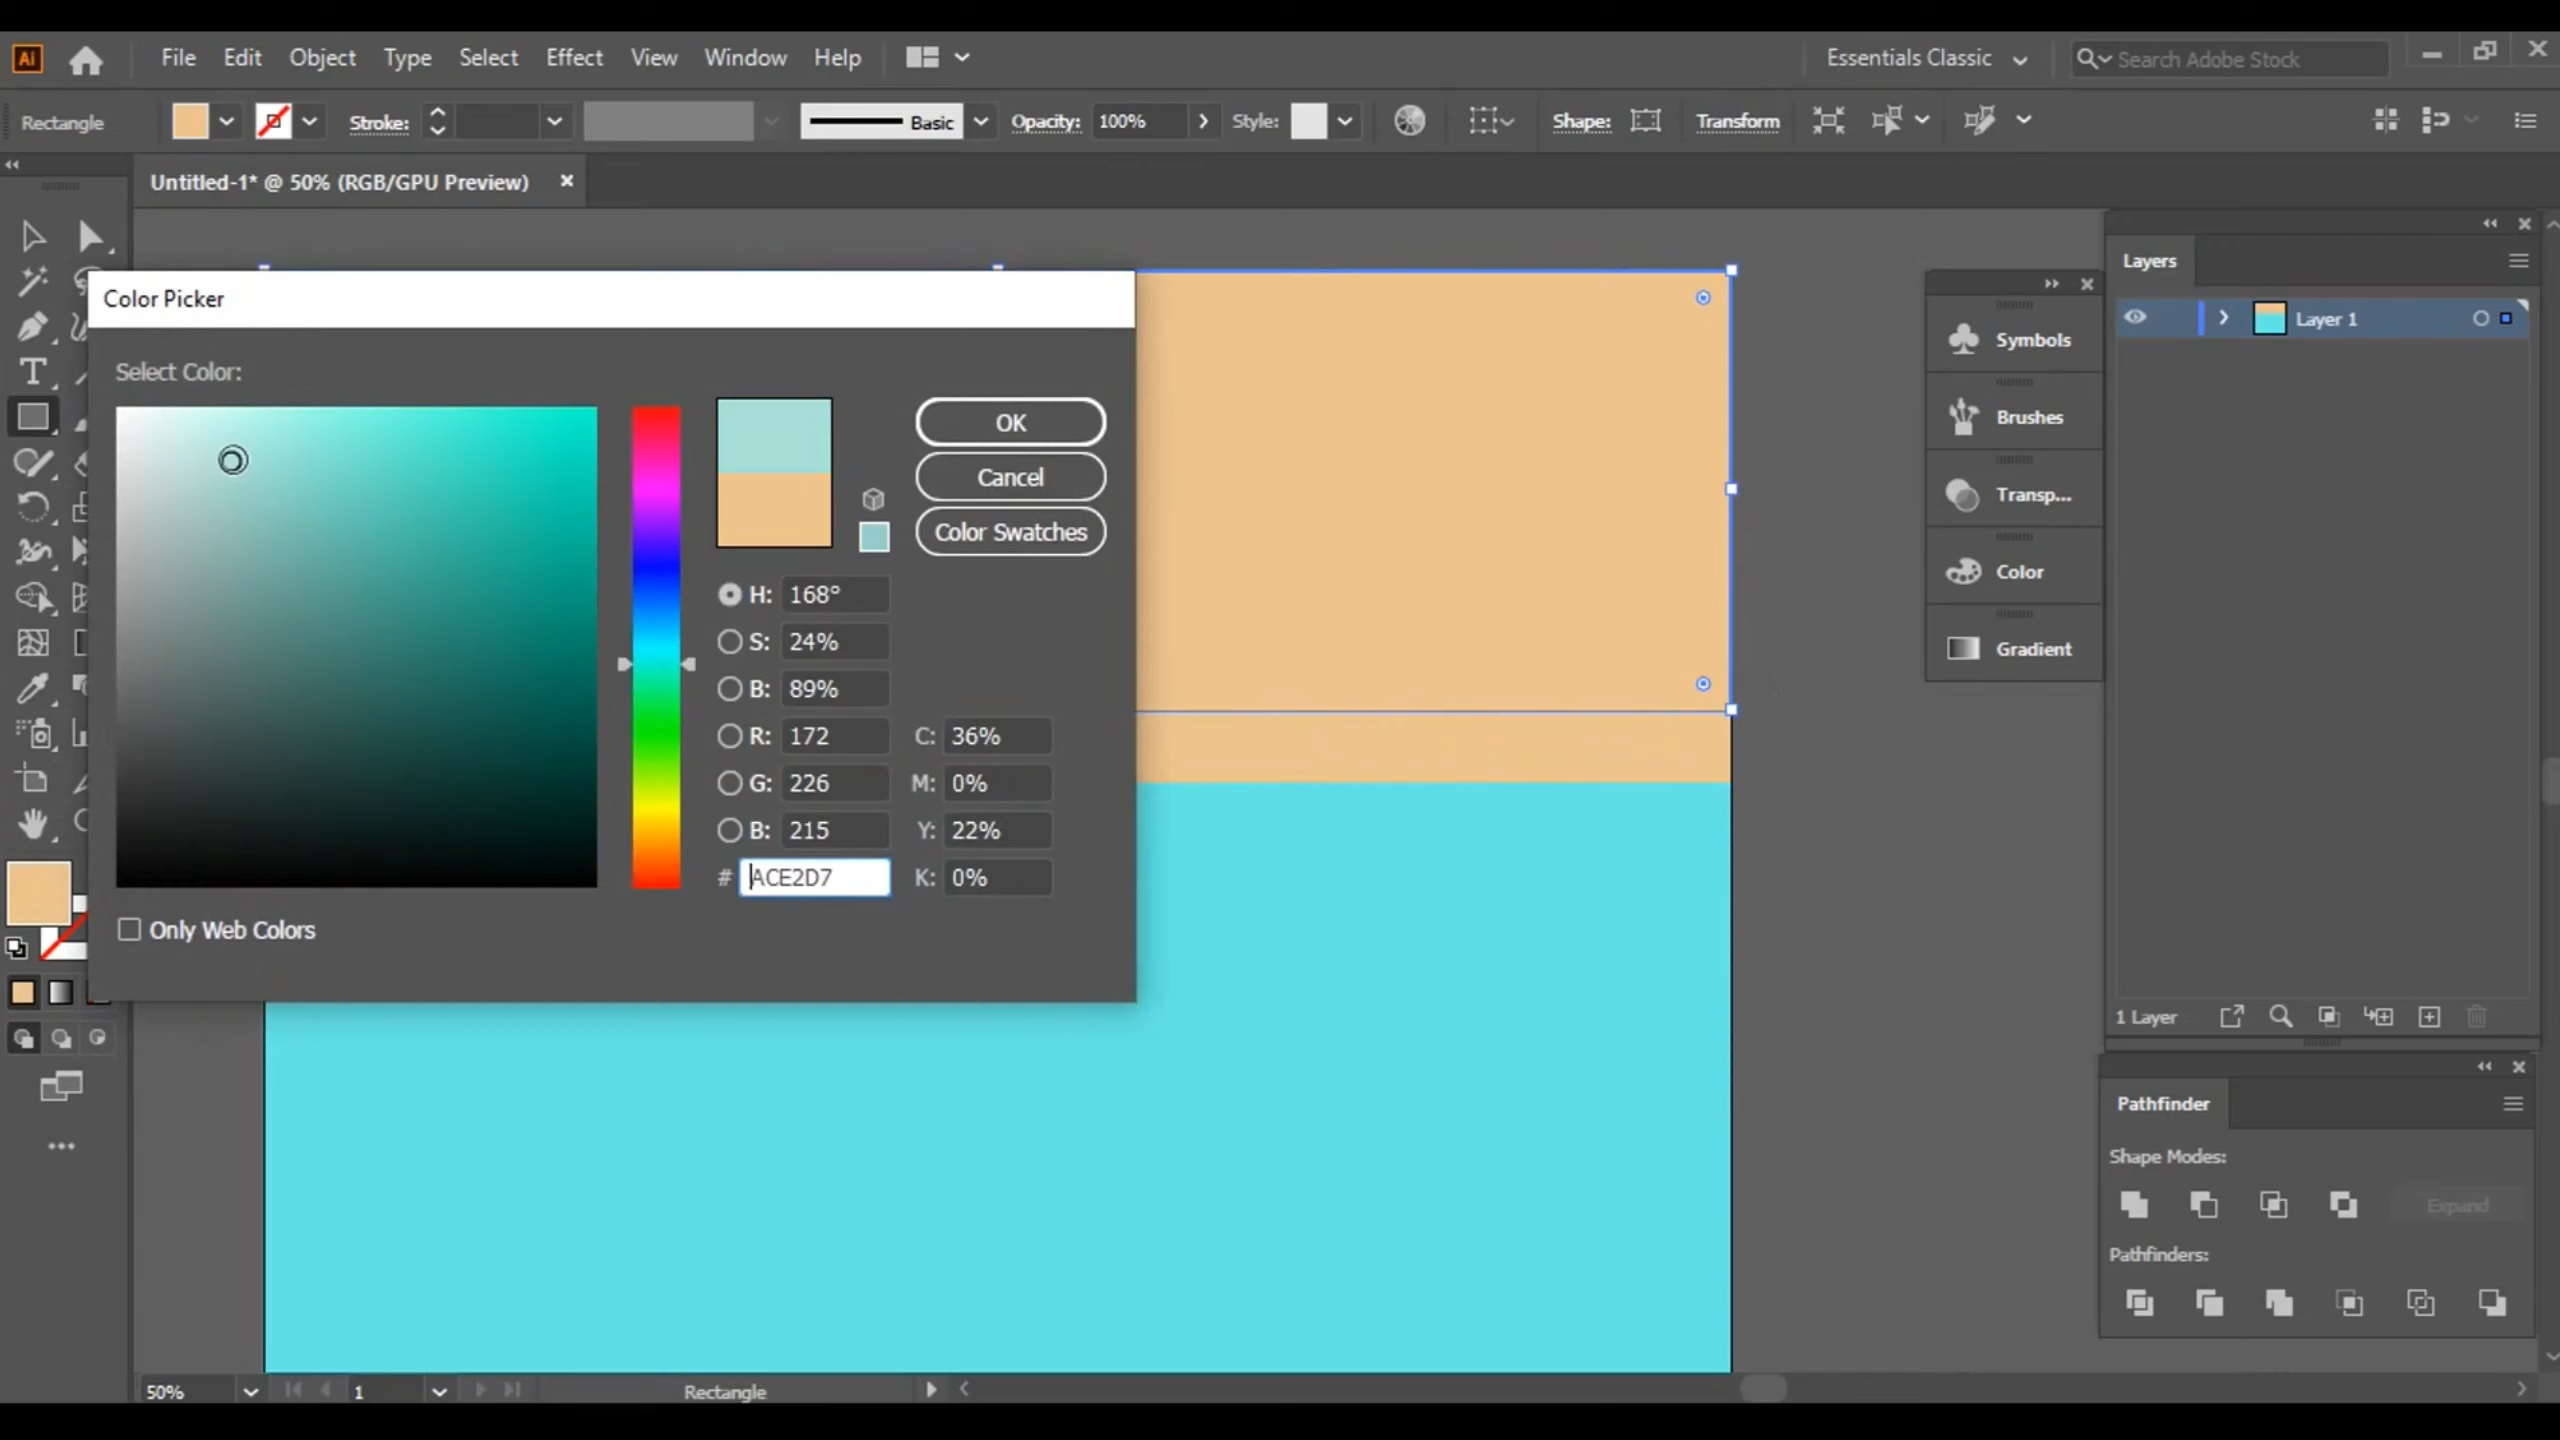 Ai File Edit Object Type Select Effect View Window Help Essentials Classic Search Adobe Stock
Rectangle Stroke: Basic Opacity: 100% Style: Shape: Transform
Untitled-1* @ 50% (RGB/GPU Preview)
Layers
Layer 1
Color Picker
Select Color:
OK
Cancel
Color Swatches
H: 168°
S: 24%
B: 89%
R: 172 C: 36%
G: 226 M: 0%
B: 215 Y: 22%
# ACE2D7 K: 0%
Only Web Colors
Symbols
Brushes
Transp...
Color
Gradient
1 Layer
Pathfinder
Shape Modes:
Expand
Pathfinders:
50% 1 Rectangle